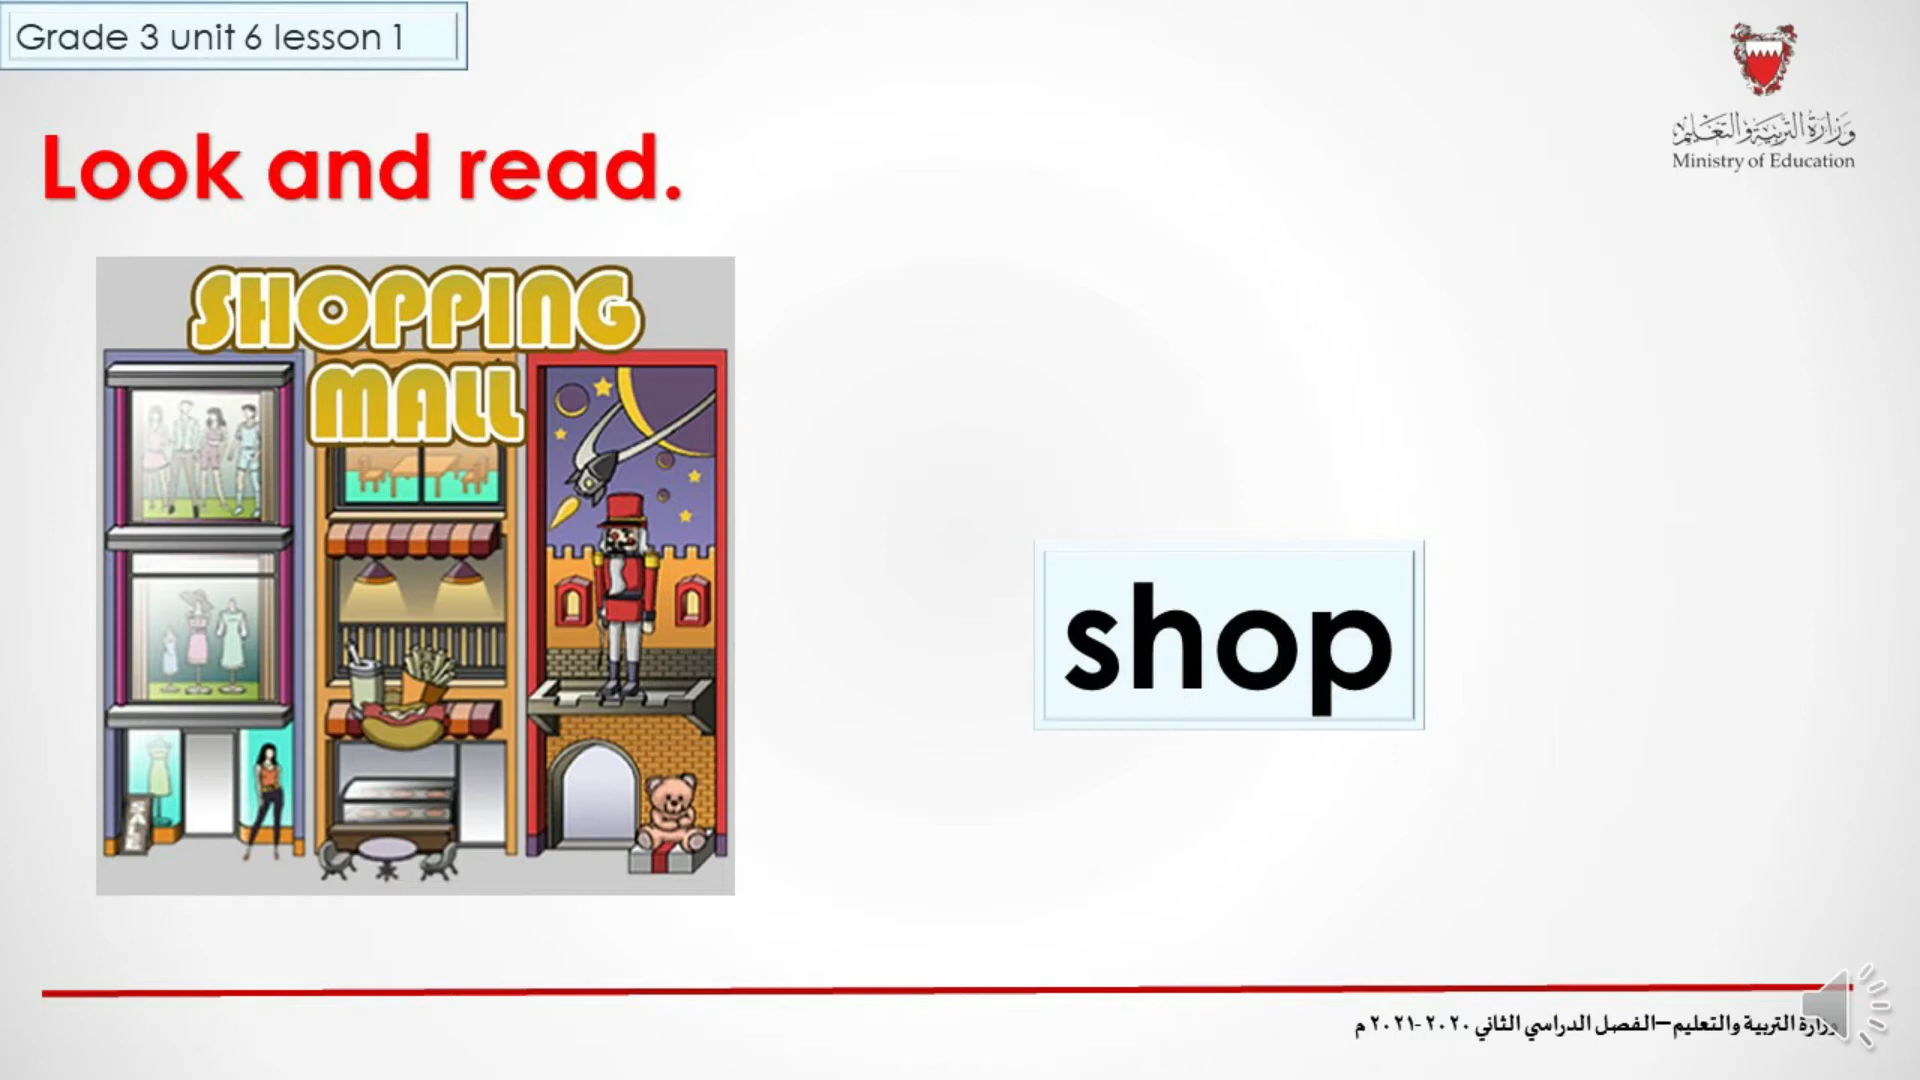 Grade 3 unit 6 lesson 1
وزارة التربية والتعليم
Ministry of Education
Look and read.
SHOPPING
MALL
SALE
shop
وزارة التربية والتعليم –الفصل الدراسي الثاني ٢٠٢٠-٢٠٢١ م